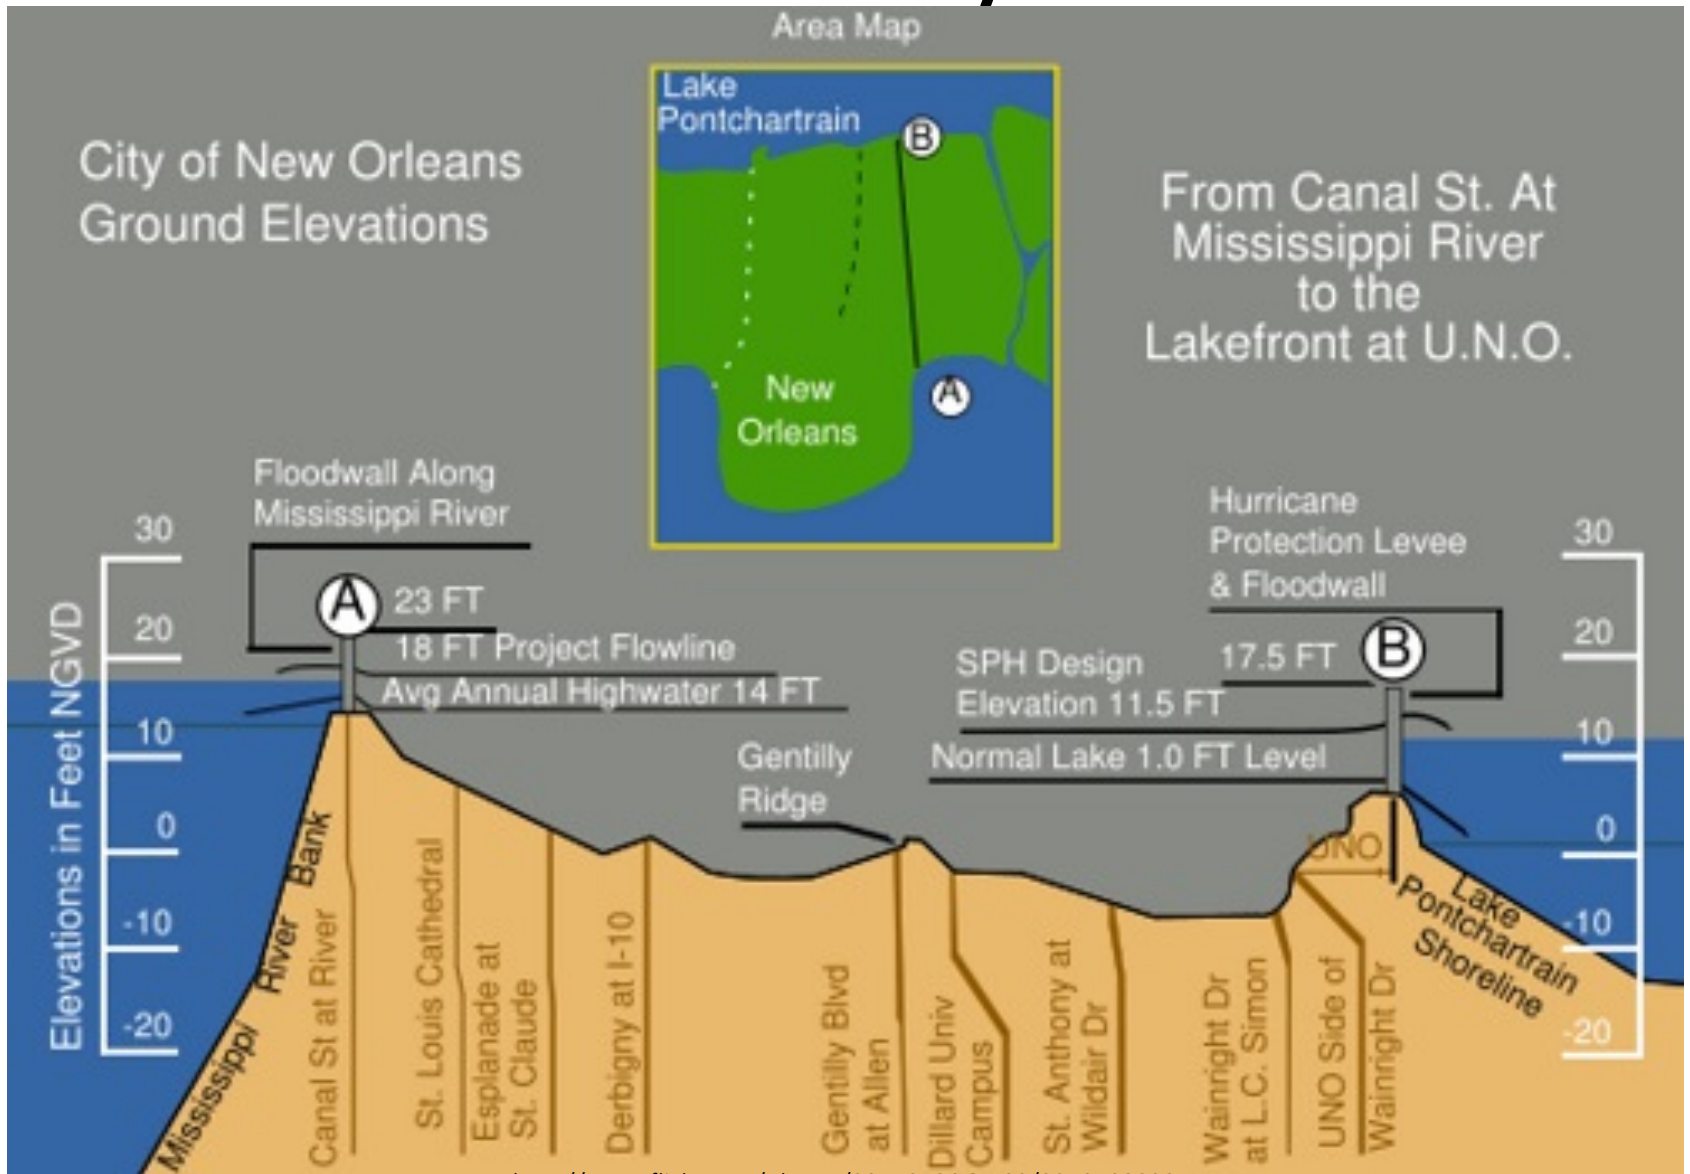 Area Map
Lake
Pontchartrain
B
City of New Orleans
Ground Elevations
From Canal St. At
Mississippi River
to the
Lakefront at U.N.O.
New
Orleans
A
Floodwall Along
Mississippi River
Hurricane
Protection Levee
& Floodwall
Elevations in Feet NGVD
30
20
10
0
-10
-20
A
23 FT
18 FT Project Flowline
Avg Annual Highwater 14 FT
Gentilly
Ridge
SPH Design
Elevation 11.5 FT
17.5 FT
B
Normal Lake 1.0 FT Level
30
20
10
0
-10
-20
Mississippi River Bank
Canal St at River
St. Louis Cathedral
Esplanade at
St. Claude
Derbigny at I-10
Gentilly Blvd
at Allen
Dillard Univ
Campus
St. Anthony at
Wildair Dr
Wainright Dr
at L.C. Simon
UNO Side of
Wainright Dr
UNO
Lake
Pontchartrain
Shoreline